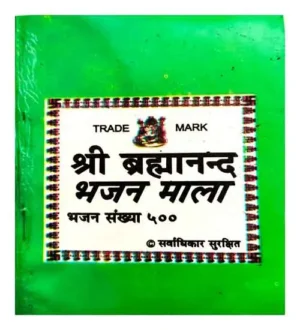 TRADE MARK
श्री ब्रह्मानन्द
भजन माला
भजन संख्या ५००
© सर्वाधिकार सुरक्षित